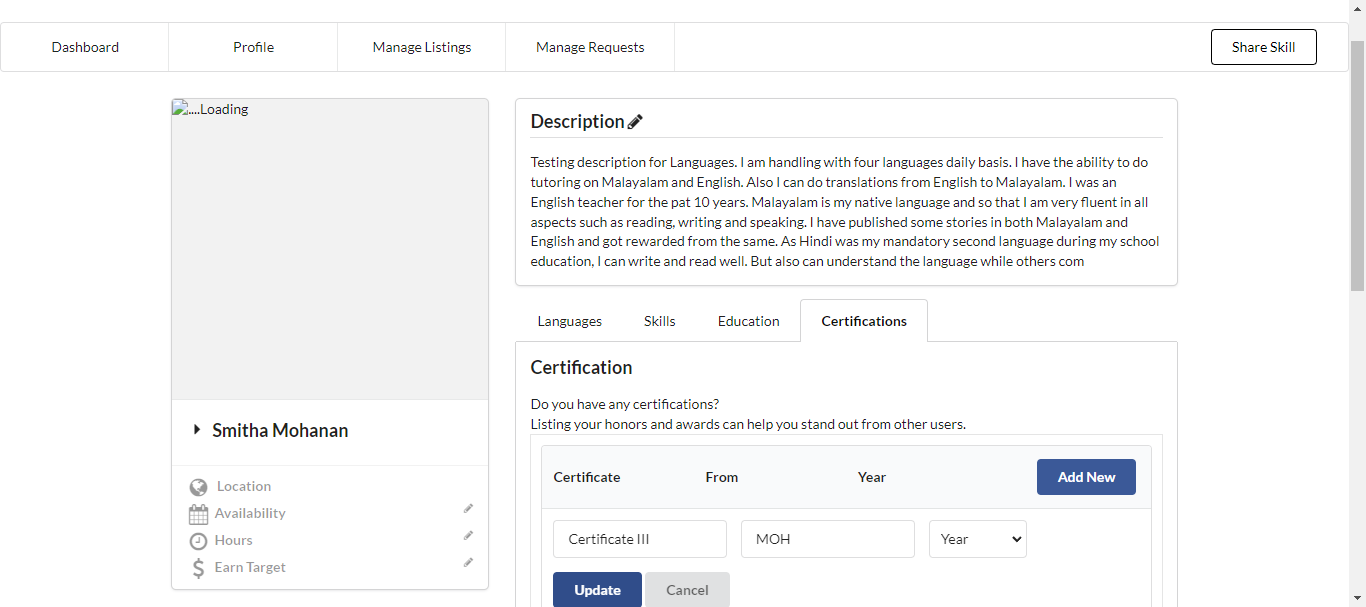 Dashboard
Profile
Manage Listings
Manage Requests
Share Skill
....Loading
Smitha Mohanan
Location
Availability
Hours
Earn Target
Description
Testing description for Languages. I am handling with four languages daily basis. I have the ability to do
tutoring on Malayalam and English. Also I can do translations from English to Malayalam. I was an
English teacher for the pat 10 years. Malayalam is my native language and so that I am very fluent in all
aspects such as reading, writing and speaking. I have published some stories in both Malayalam and
English and got rewarded from the same. As Hindi was my mandatory second language during my school
education, I can write and read well. But also can understand the language while others com
Languages
Skills
Education
Certifications
Certification
Do you have any certifications?
Listing your honors and awards can help you stand out from other users.
Certificate
From
Year
Add New
Certificate III
MOH
Year
Update
Cancel